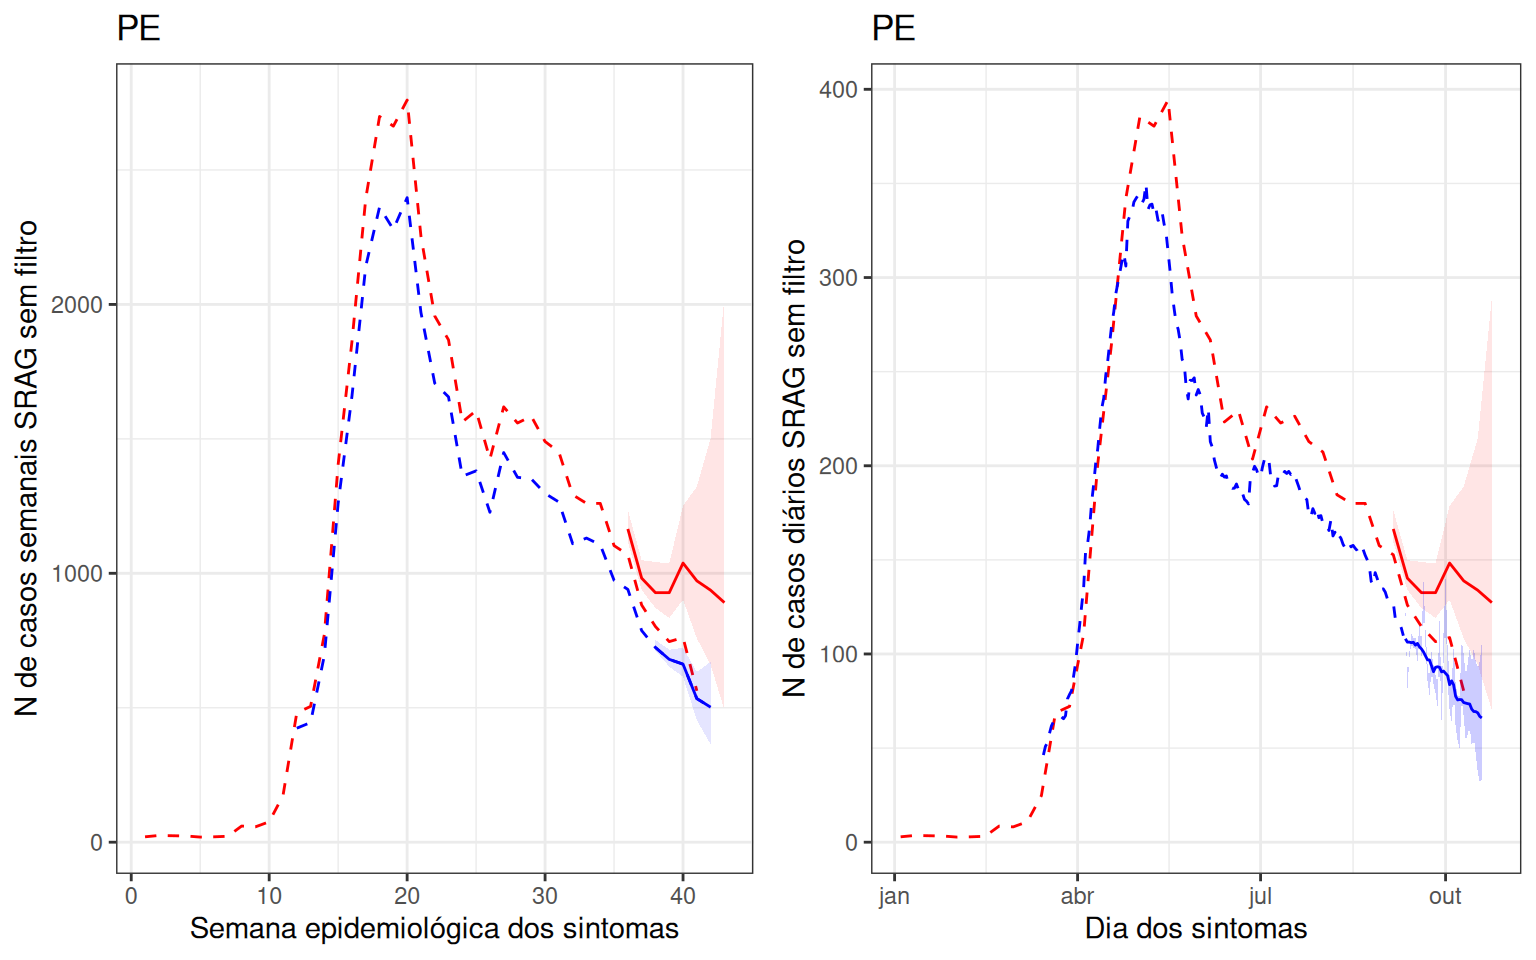 PE
N de casos semanais SRAG sem filtro
2000
1000
0
0 10 20 30 40
Semana epidemiológica dos sintomas
PE
N de casos diários SRAG sem filtro
400
300
200
100
0
jan abr jul out
Dia dos sintomas